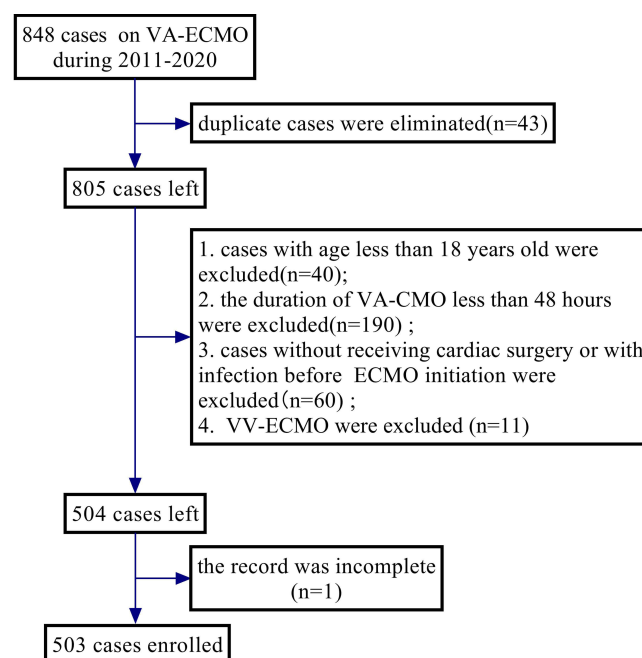 848 cases on VA-ECMO
during 2011-2020
duplicate cases were eliminated(n=43)
805 cases left
1. cases with age less than 18 years old were
excluded(n=40);
2. the duration of VA-CMO less than 48 hours
were excluded(n=190) ;
3. cases without receiving cardiac surgery or with
infection before ECMO initiation were
excluded(n=60) ;
4. VV-ECMO were excluded (n=11)
504 cases left
the record was incomplete
(n=1)
503 cases enrolled